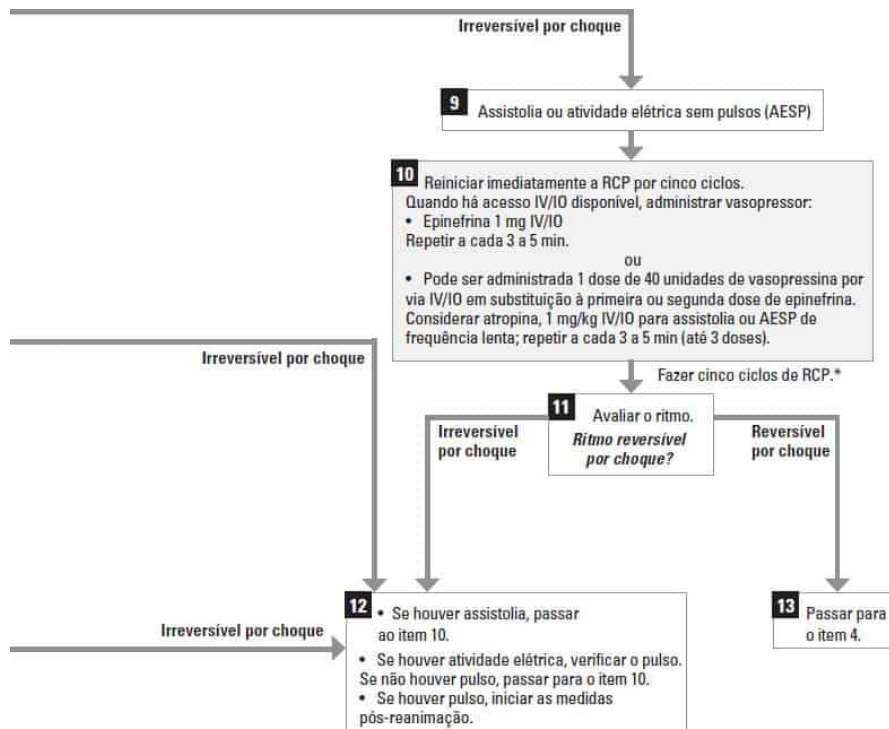 Irreversível por choque
9 Assistolia ou atividade elétrica sem pulsos (AESP)
10 Reiniciar imediatamente a RCP por cinco ciclos.
Quando há acesso IV/IO disponível, administrar vasopressor:
• Epinefrina 1 mg IV/IO
Repetir a cada 3 a 5 min.
ou
• Pode ser administrada 1 dose de 40 unidades de vasopressina por
via IV/IO em substituição à primeira ou segunda dose de epinefrina.
Considerar atropina, 1 mg/kg IV/IO para assistolia ou AESP de
frequência lenta; repetir a cada 3 a 5 min (até 3 doses).
Irreversível por choque
Fazer cinco ciclos de RCP.*
11 Avaliar o ritmo.
Ritmo reversível
por choque?
Irreversível
por choque
Reversível
por choque
12 • Se houver assistolia, passar
ao item 10.
• Se houver atividade elétrica, verificar o pulso.
Se não houver pulso, passar para o item 10.
• Se houver pulso, iniciar as medidas
pós-reanimação.
Irreversível por choque
13 Passar para
o item 4.